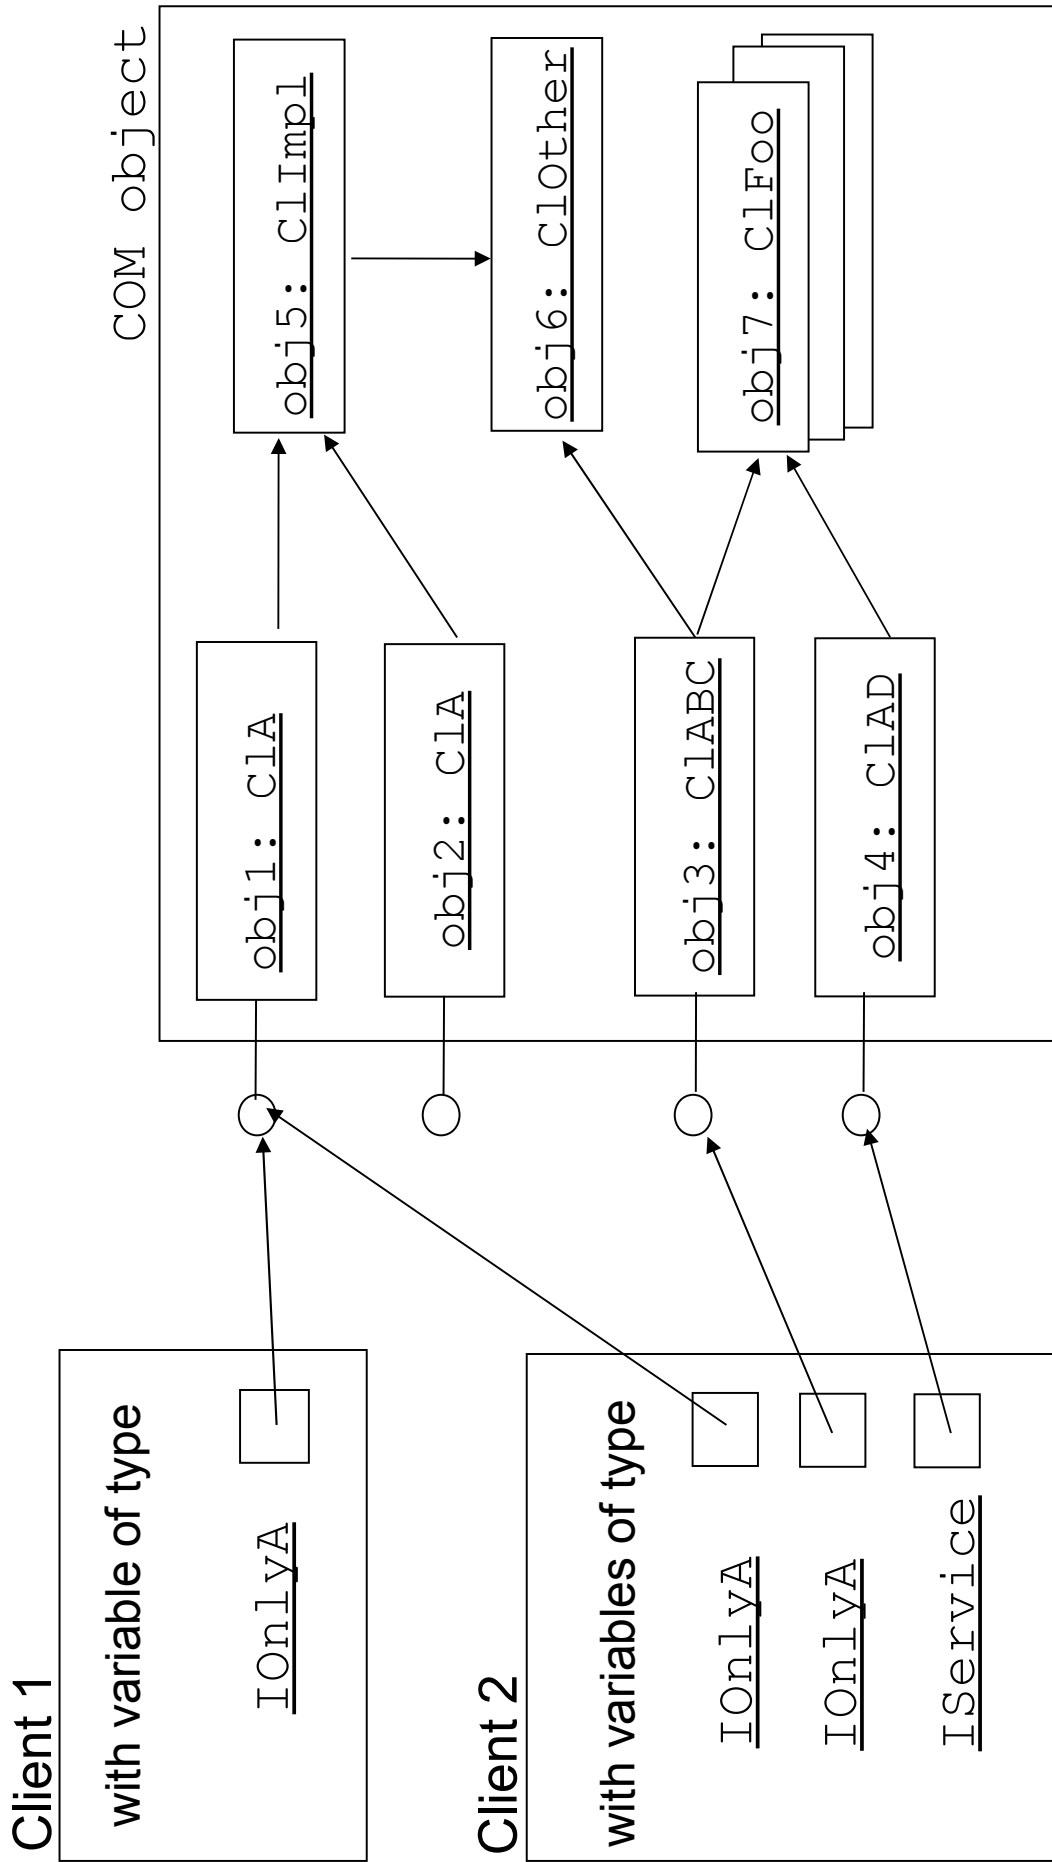 Client 1
with variable of type
IOnlyA
Client 2
with variables of type
IOnlyA
IOnlyA
IService
COM object
obj1: ClA
obj2: ClA
obj3: ClABC
obj4: ClAD
obj5: ClImpl
obj6: ClOther
obj7: ClFoo